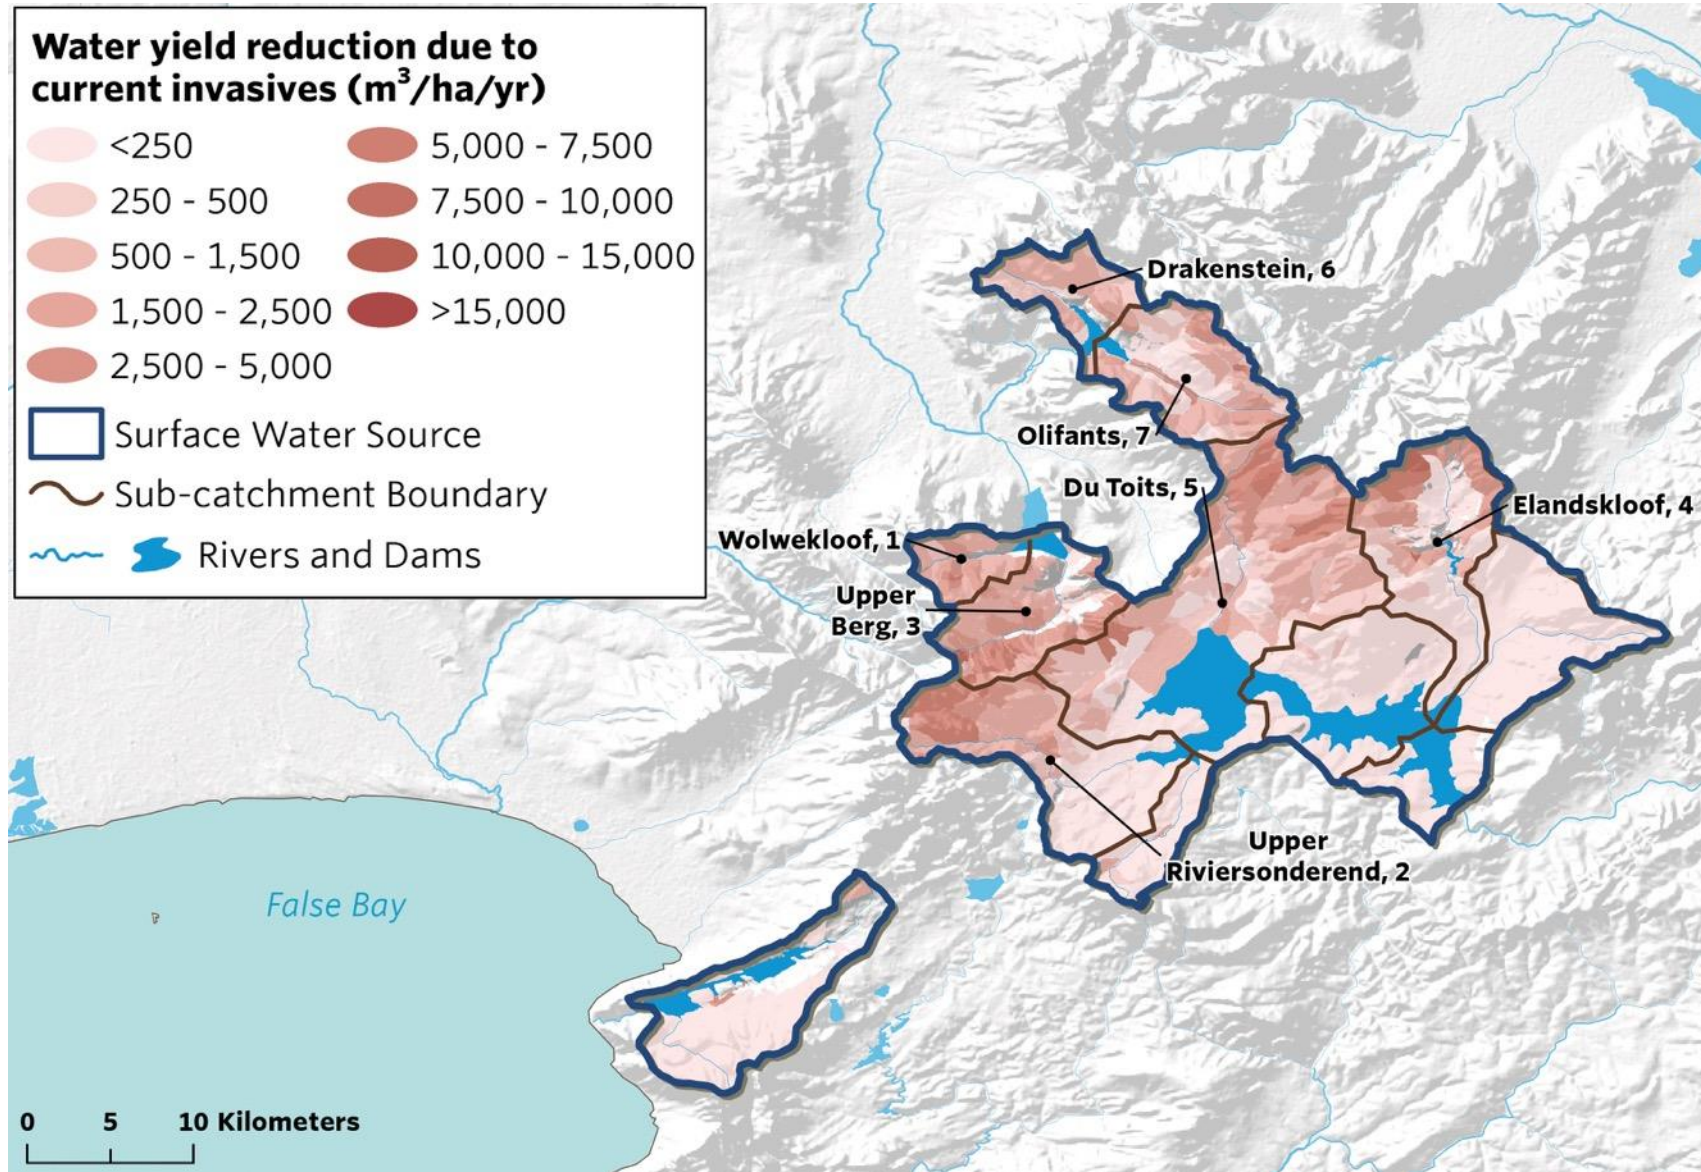 Water yield reduction due to
current invasives (m³/ha/yr)
<250
250 - 500
500 - 1,500
1,500 - 2,500
2,500 - 5,000
5,000 - 7,500
7,500 - 10,000
10,000 - 15,000
>15,000
Surface Water Source
Sub-catchment Boundary
Rivers and Dams
Drakenstein, 6
Olifants, 7
Du Toits, 5
Elandskloof, 4
Wolwekloof, 1
Upper
Berg, 3
Upper
Riviersonderend, 2
False Bay
0 5 10 Kilometers